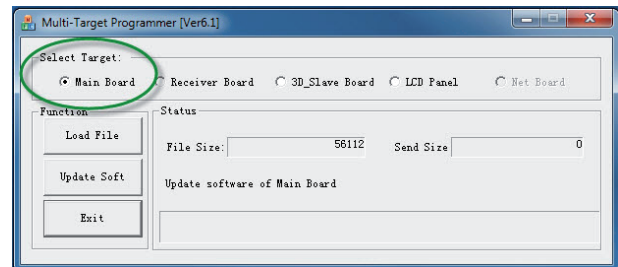 Multi-Target Programmer [Ver6.1]
Select Target:
Main Board Receiver Board 3D_Slave Board LCD Panel Net Board
Function
Status
Load File
File Size: 56112 Send Size 0
Update Soft
Update software of Main Board
Exit